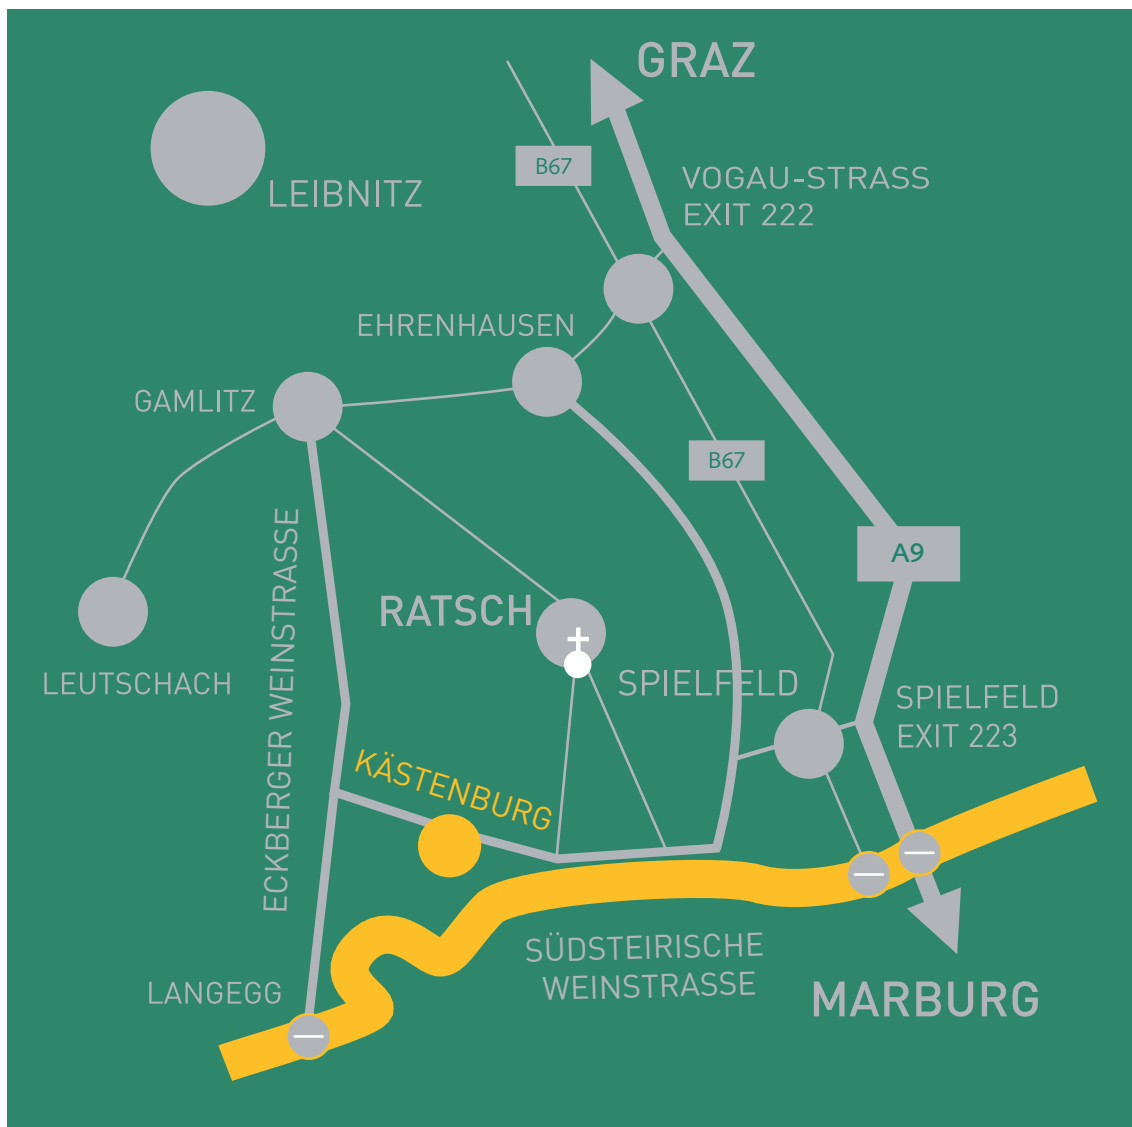 GRAZ
B67
VOGAU-STRASS
EXIT 222
LEIBNITZ
EHRENHAUSEN
GAMLITZ
B67
ECKBERGER WEINSTRASSE
A9
RATSCH
LEUTSCHACH
SPIELFELD
SPIELFELD
EXIT 223
KÄSTENBURG
SÜDSTEIRISCHE
WEINSTRASSE
LANGEGG
MARBURG